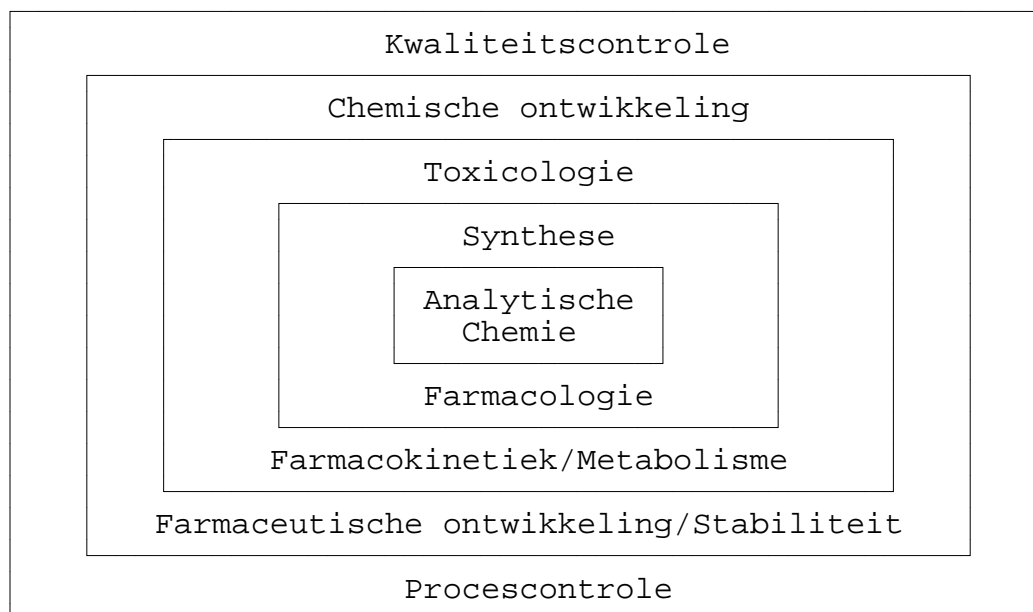 Kwaliteitscontrole
Chemische ontwikkeling
Toxicologie
Synthese
Analytische
Chemie
Farmacologie
Farmacokinetiek/Metabolisme
Farmaceutische ontwikkeling/Stabiliteit
Procescontrole